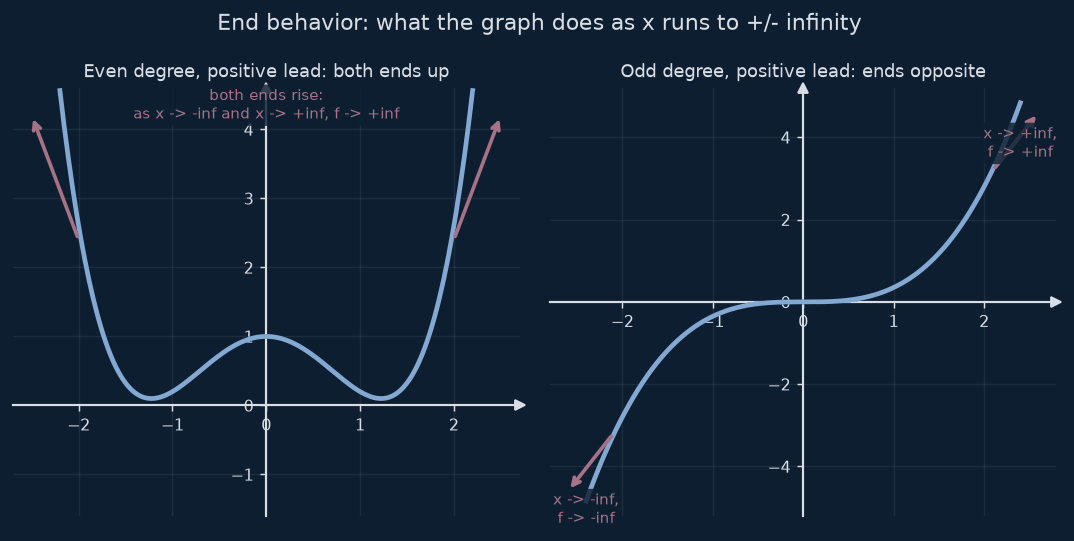 End behavior: what the graph does as x runs to +/- infinity
Even degree, positive lead: both ends up
both ends rise:
as x -> -inf and x -> +inf, f -> +inf
4
3
2
1
0
−1
−2
−1
0
1
2
Odd degree, positive lead: ends opposite
x -> +inf,
f -> +inf
4
2
0
−2
−4
−2
−1
0
1
2
x -> -inf,
f -> -inf